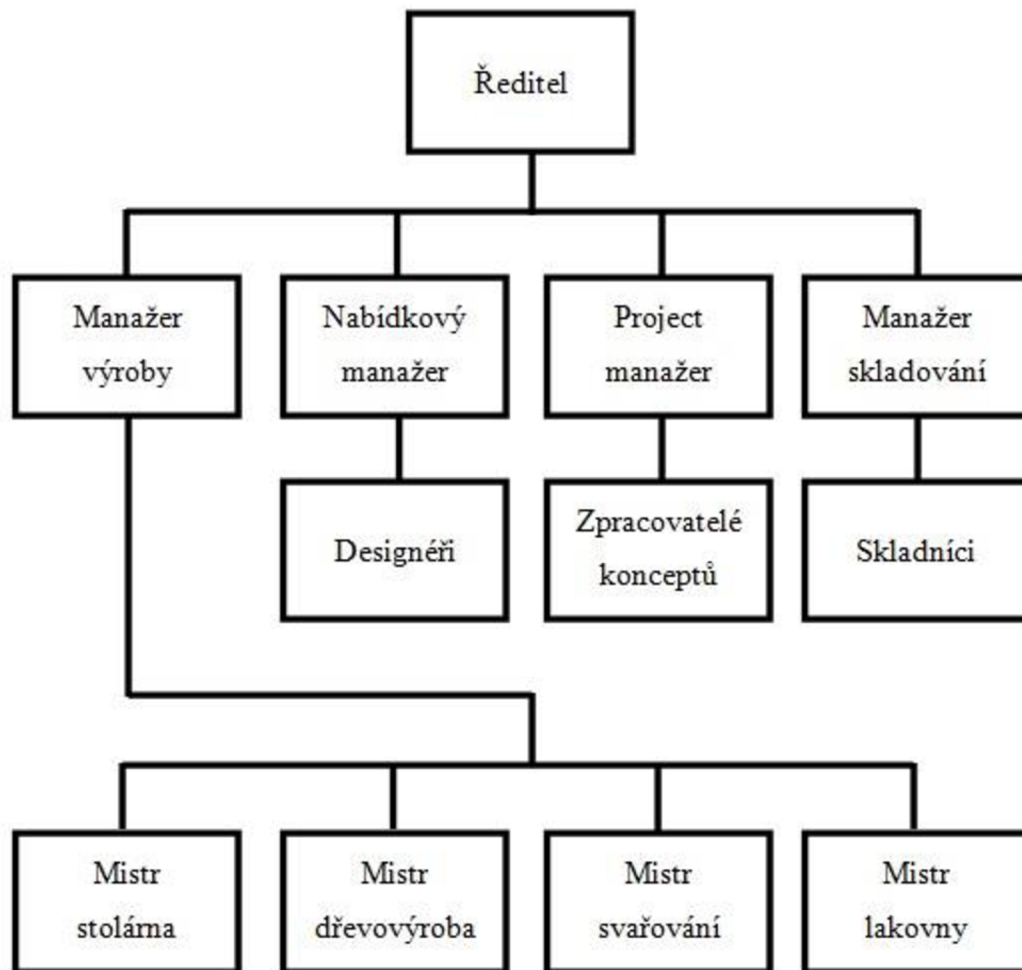 Ředitel
Manažer
výroby
Nabídkový
manažer
Project
manažer
Manažer
skladování
Designéři
Zpracovatelé
konceptů
Skladníci
Mistr
stolárna
Mistr
dřevovýroba
Mistr
svařování
Mistr
lakovny